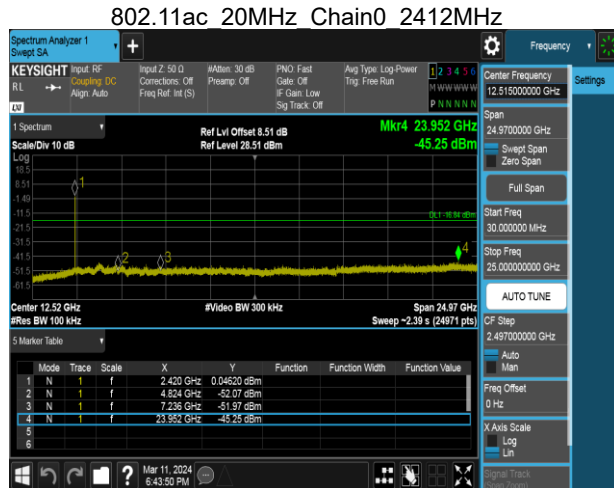 802.11ac_20MHz_Chain0_2412MHz
Spectrum Analyzer 1
Swept SA
Frequency
Settings
KEYSIGHT
RL
LXI
Input: RF
Coupling: DC
Align: Auto
Input Z: 50 Ω
Corrections: Off
Freq Ref: Int (S)
#Atten: 30 dB
Preamp: Off
PNO: Fast
Gate: Off
IF Gain: Low
Sig Track: Off
Avg Type: Log-Power
Trig: Free Run
1 2 3 4 5 6
M W W W W W
P N N N N N
1 Spectrum
Scale/Div 10 dB
Ref Lvl Offset 8.51 dB
Ref Level 28.51 dBm
Mkr4 23.952 GHz
-45.25 dBm
Log
18.5
8.51
-1.49
-11.5
-21.5
-31.5
-41.5
-51.5
-61.5
1
2
3
4
DL1 -16.84 dBm
Center 12.52 GHz
#Res BW 100 kHz
#Video BW 300 kHz
Span 24.97 GHz
Sweep ~2.39 s (24971 pts)
5 Marker Table
Mode Trace Scale X Y Function Function Width Function Value
1 N 1 f 2.420 GHz 0.04620 dBm
2 N 1 f 4.824 GHz -52.07 dBm
3 N 1 f 7.236 GHz -51.97 dBm
4 N 1 f 23.952 GHz -45.25 dBm
5
6
Mar 11, 2024
6:43:50 PM
Center Frequency
12.515000000 GHz
Span
24.9700000 GHz
Swept Span
Zero Span
Full Span
Start Freq
30.000000 MHz
Stop Freq
25.000000000 GHz
AUTO TUNE
CF Step
2.497000000 GHz
Auto
Man
Freq Offset
0 Hz
X Axis Scale
Log
Lin
Signal Track
(Span Zoom)